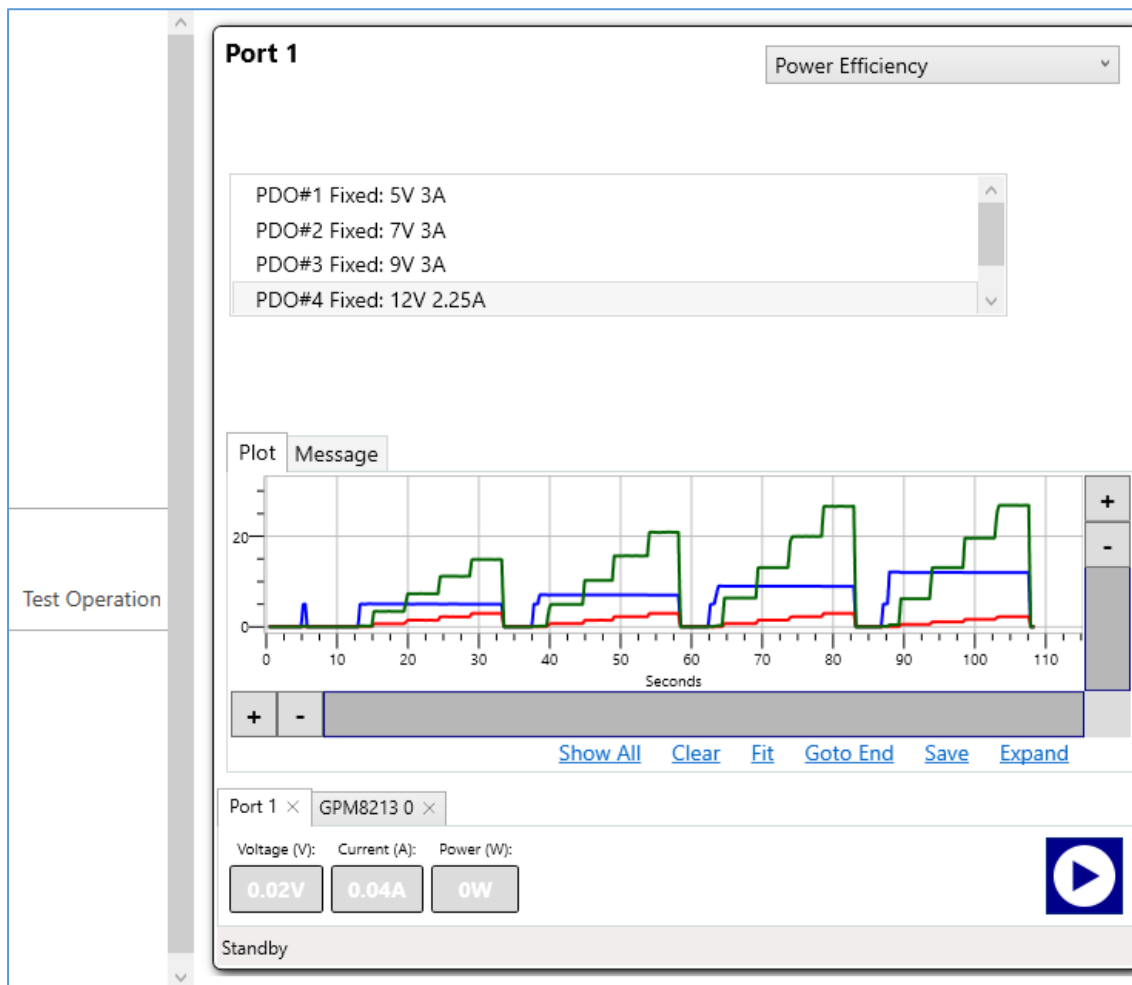 Port 1
Power Efficiency
PDO#1 Fixed: 5V 3A
PDO#2 Fixed: 7V 3A
PDO#3 Fixed: 9V 3A
PDO#4 Fixed: 12V 2.25A
Plot Message
+
-
20
0
0 10 20 30 40 50 60 70 80 90 100 110
Seconds
Test Operation
+ -
Show All Clear Fit Goto End Save Expand
Port 1 × GPM8213 0 ×
Voltage (V): Current (A): Power (W):
0.02V 0.04A 0W
Standby